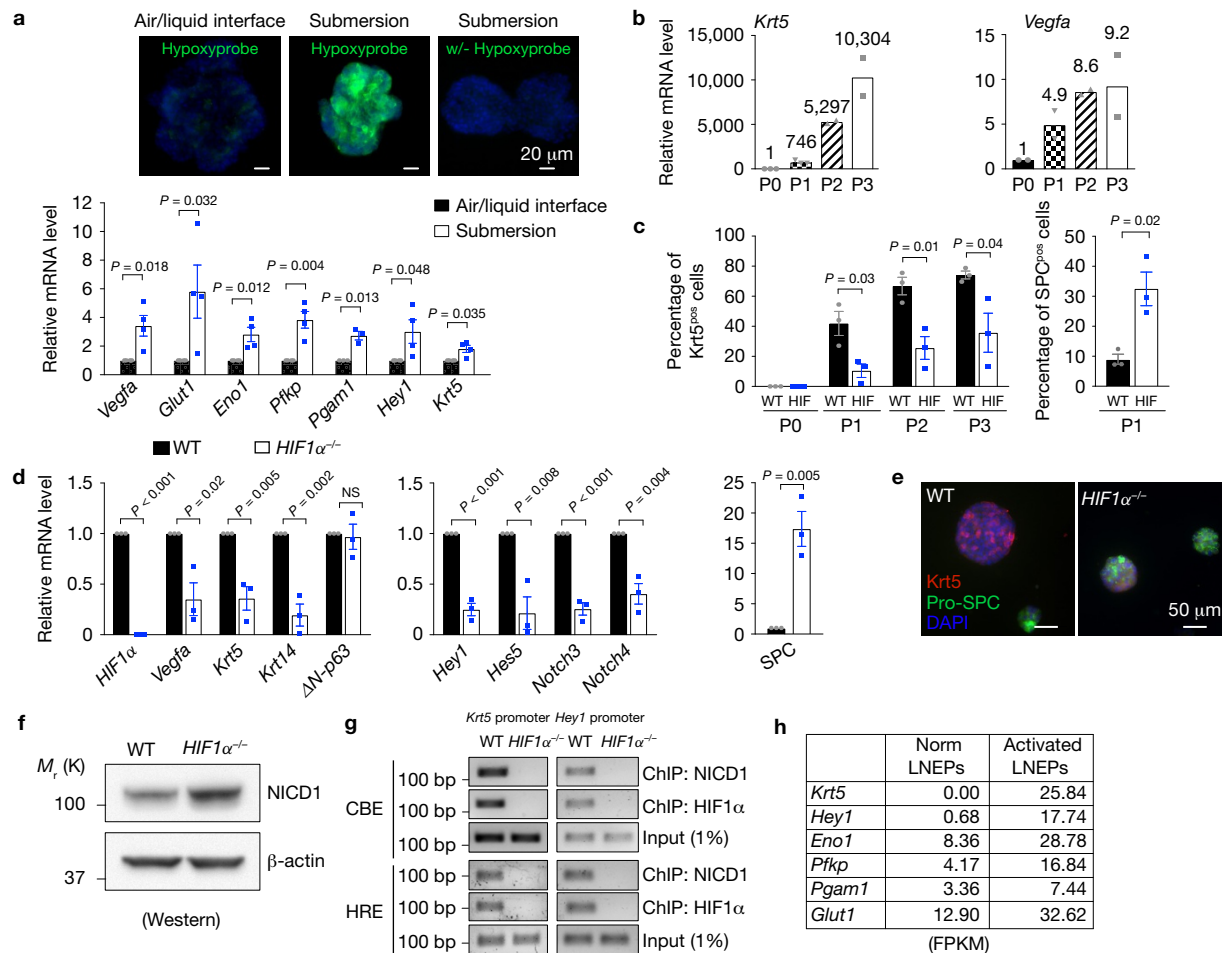 a
Air/liquid interface Submersion Submersion
Hypoxyprobe Hypoxyprobe w/- Hypoxyprobe
20 μm
Relative mRNA level
12
10
8
6
4
2
0
P = 0.018
P = 0.032
P = 0.012
P = 0.004
P = 0.013
P = 0.048
P = 0.035
Air/liquid interface
Submersion
Vegfa Glut1 Eno1 Pfkp Pgam1 Hey1 Krt5
b
Krt5
Relative mRNA level
15,000
10,000
5,000
0
1 746 5,297 10,304
P0 P1 P2 P3
Vegfa
15
10
5
0
1 4.9 8.6 9.2
P0 P1 P2 P3
c
Percentage of
Krt5pos cells
100
80
60
40
20
0
P = 0.03
P = 0.01
P = 0.04
WT HIF WT HIF WT HIF WT HIF
P0 P1 P2 P3
Percentage of SPCpos cells
50
40
30
20
10
0
P = 0.02
WT HIF
P1
WT HIF1α–/–
d
Relative mRNA level
1.5
1.0
0.5
0
P < 0.001
P = 0.02
P = 0.005
P = 0.002
NS
HIF1α Vegfa Krt5 Krt14 ΔN-p63
1.5
1.0
0.5
0
P < 0.001
P = 0.008
P < 0.001
P = 0.004
Hey1 Hes5 Notch3 Notch4
25
20
15
10
5
0
P = 0.005
SPC
e
WT HIF1α–/–
Krt5
Pro-SPC
DAPI
50 μm
f
WT HIF1α–/–
Mr (K)
100
37
NICD1
β-actin
(Western)
g
Krt5 promoter Hey1 promoter
WT HIF1α–/– WT HIF1α–/–
CBE
100 bp ChIP: NICD1
100 bp ChIP: HIF1α
100 bp Input (1%)
HRE
100 bp ChIP: NICD1
100 bp ChIP: HIF1α
100 bp Input (1%)
h
Norm LNEPs Activated LNEPs
Krt5 0.00 25.84
Hey1 0.68 17.74
Eno1 8.36 28.78
Pfkp 4.17 16.84
Pgam1 3.36 7.44
Glut1 12.90 32.62
(FPKM)